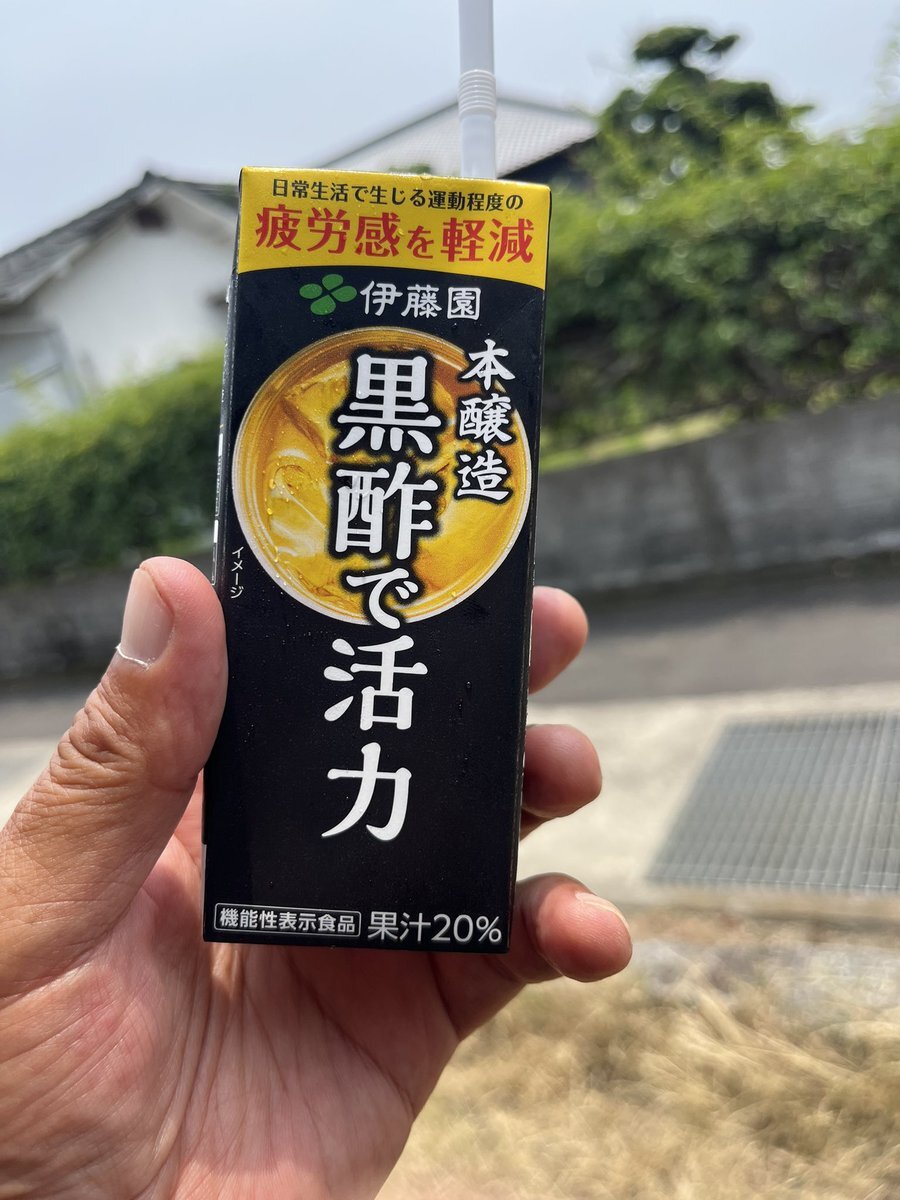 日常生活で生じる運動程度の
疲労感を軽減
伊藤園
本醸造
黒酢で活力
イメージ
機能性表示食品 果汁20%